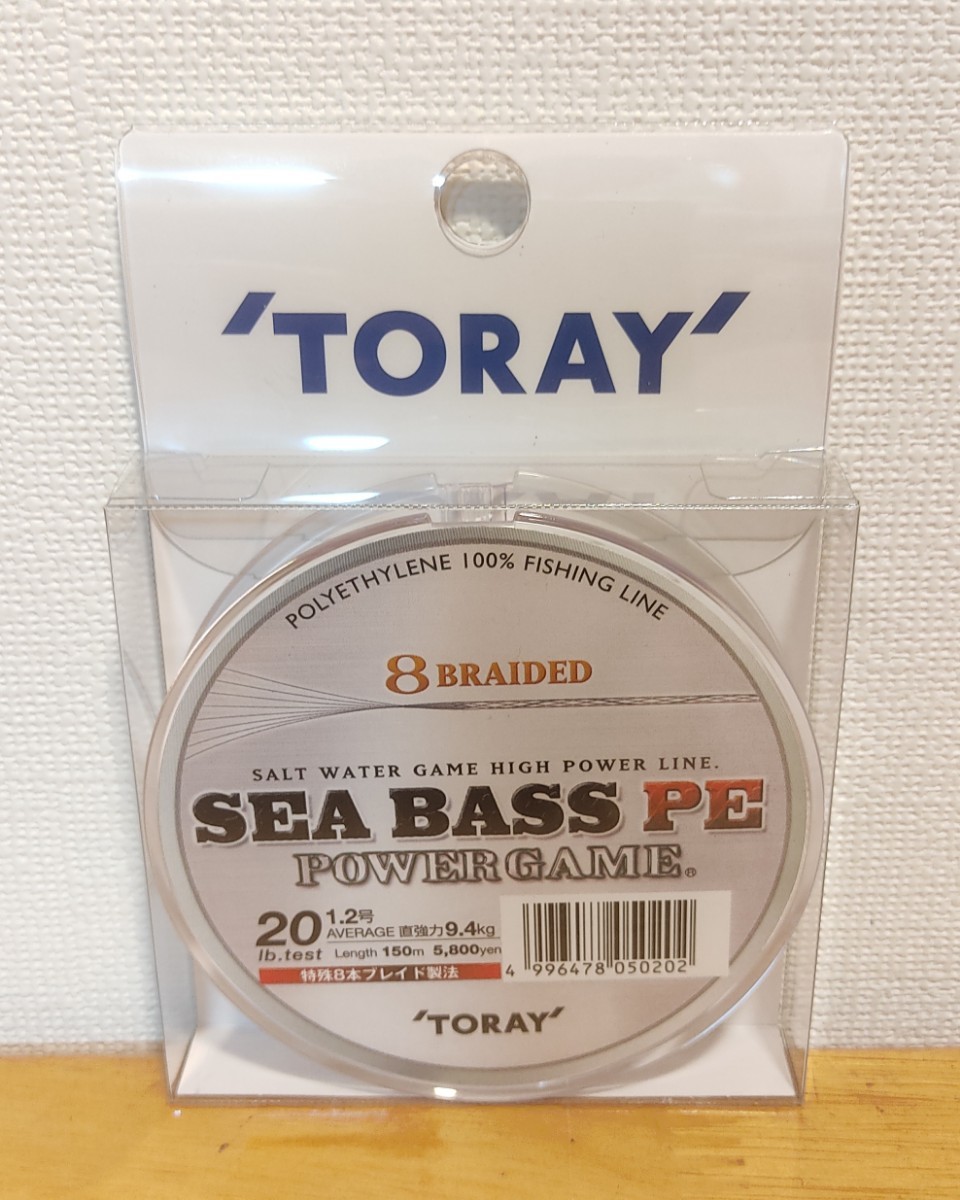 'TORAY'
POLYETHYLENE 100% FISHING LINE
8 BRAIDED
SALT WATER GAME HIGH POWER LINE.
SEA BASS PE
POWERGAME®
20 lb.test
1.2号
AVERAGE 直強力9.4kg
Length 150m 5,800yen
特殊8本ブレイド製法
4 996478 050202
'TORAY'